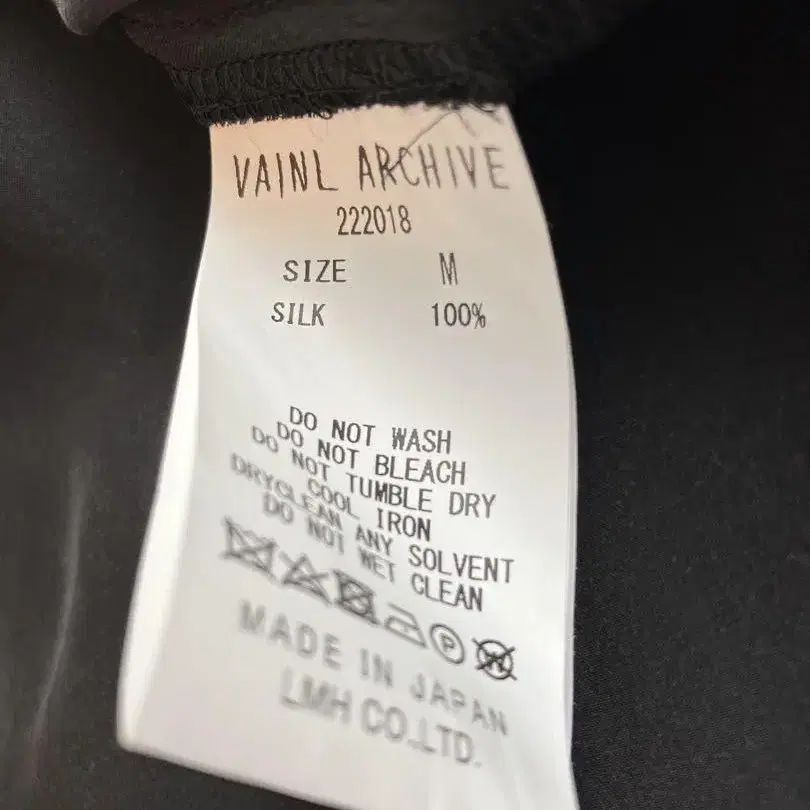 VAINL ARCHIVE
222018
SIZE M
SILK 100%
DO NOT WASH
DO NOT BLEACH
DO NOT TUMBLE DRY
COOL IRON
DRYCLEAN ANY SOLVENT
DO NOT WET CLEAN
P W
MADE IN JAPAN
LMH CO.,LTD.